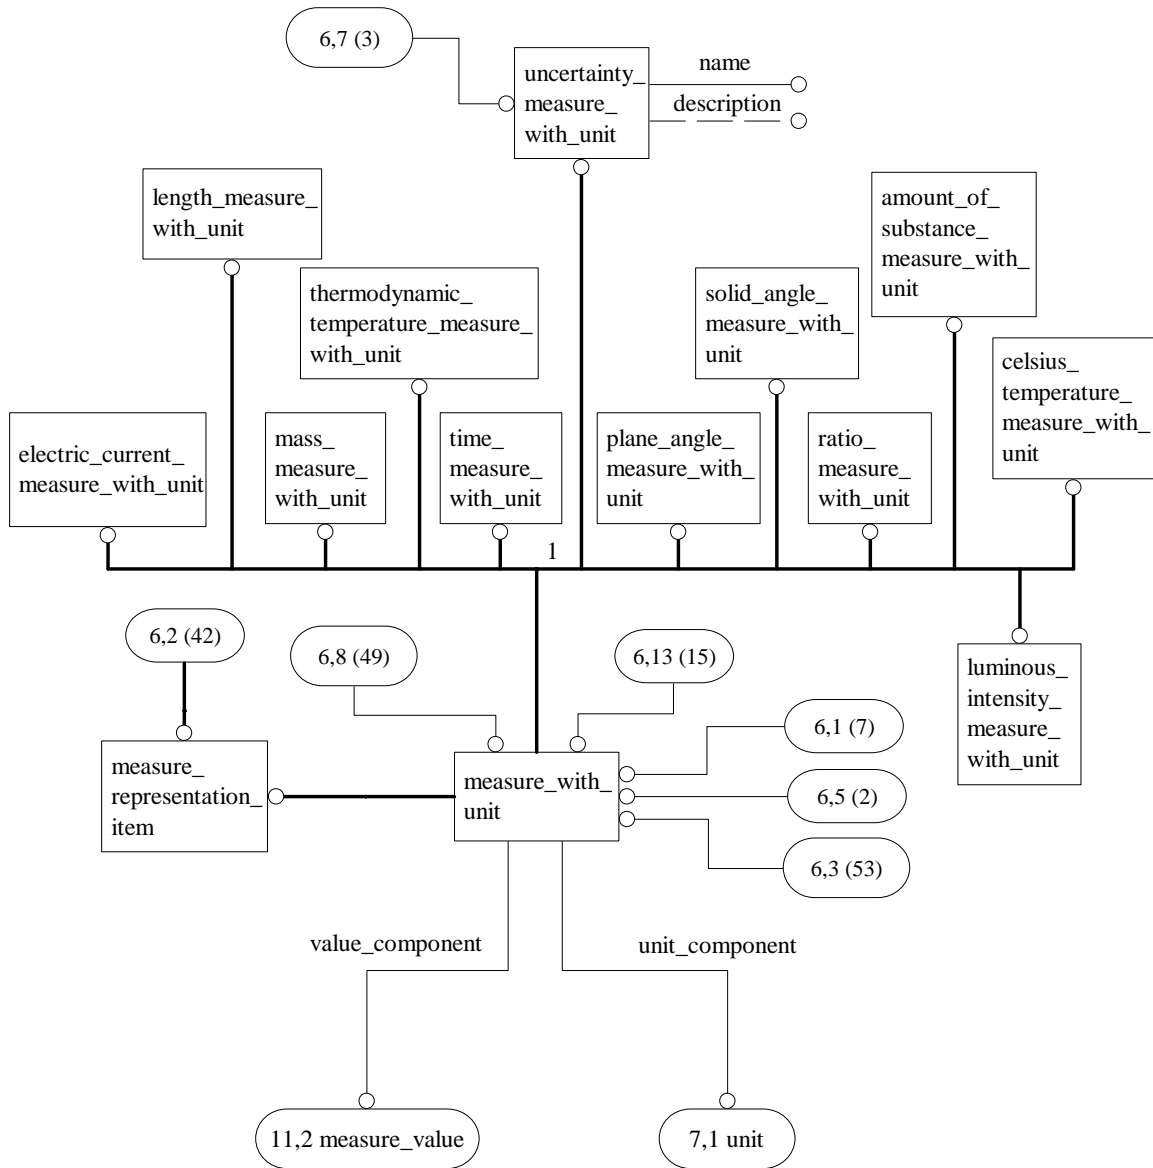 6,7 (3)
uncertainty_
measure_
with_unit
name
description
length_measure_
with_unit
amount_of_
substance_
measure_with_
unit
thermodynamic_
temperature_measure_
with_unit
solid_angle_
measure_with_
unit
celsius_
temperature_
measure_with_
unit
electric_current_
measure_with_unit
mass_
measure_
with_unit
time_
measure_
with_unit
plane_angle_
measure_with_
unit
ratio_
measure_
with_unit
1
6,2 (42)
6,8 (49)
6,13 (15)
luminous_
intensity_
measure_
with_unit
6,1 (7)
measure_
representation_
item
measure_with_
unit
6,5 (2)
6,3 (53)
value_component
unit_component
11,2 measure_value
7,1 unit